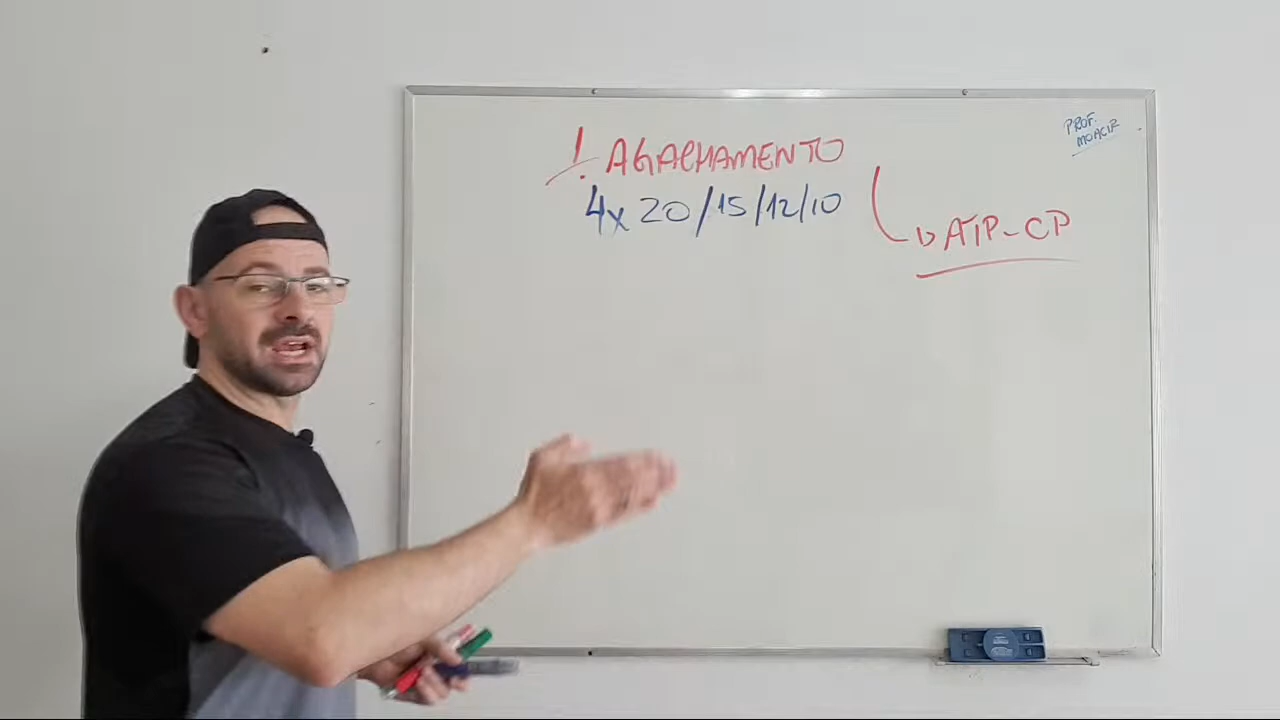 1. AGACHAMENTO
4x 20/15/12/10
ATP-CP
PROF.
MOACIR